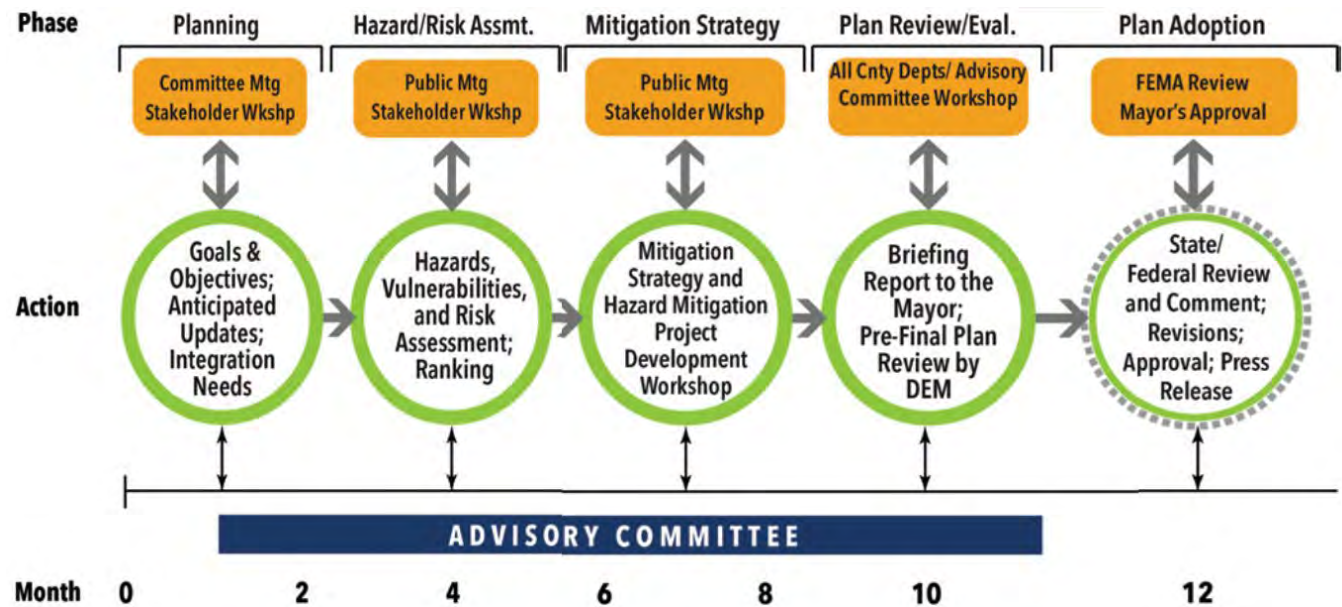 Phase
Planning
Hazard/Risk Assmt.
Mitigation Strategy
Plan Review/Eval.
Plan Adoption
Committee Mtg
Stakeholder Wkshp
Public Mtg
Stakeholder Wkshp
Public Mtg
Stakeholder Wkshp
All Cnty Depts/ Advisory
Committee Workshop
FEMA Review
Mayor's Approval
Action
Goals &
Objectives;
Anticipated
Updates;
Integration
Needs
Hazards,
Vulnerabilities,
and Risk
Assessment;
Ranking
Mitigation
Strategy and
Hazard Mitigation
Project
Development
Workshop
Briefing
Report to the
Mayor;
Pre-Final Plan
Review by
DEM
State/
Federal Review
and Comment;
Revisions;
Approval; Press
Release
ADVISORY COMMITTEE
Month
0
2
4
6
8
10
12